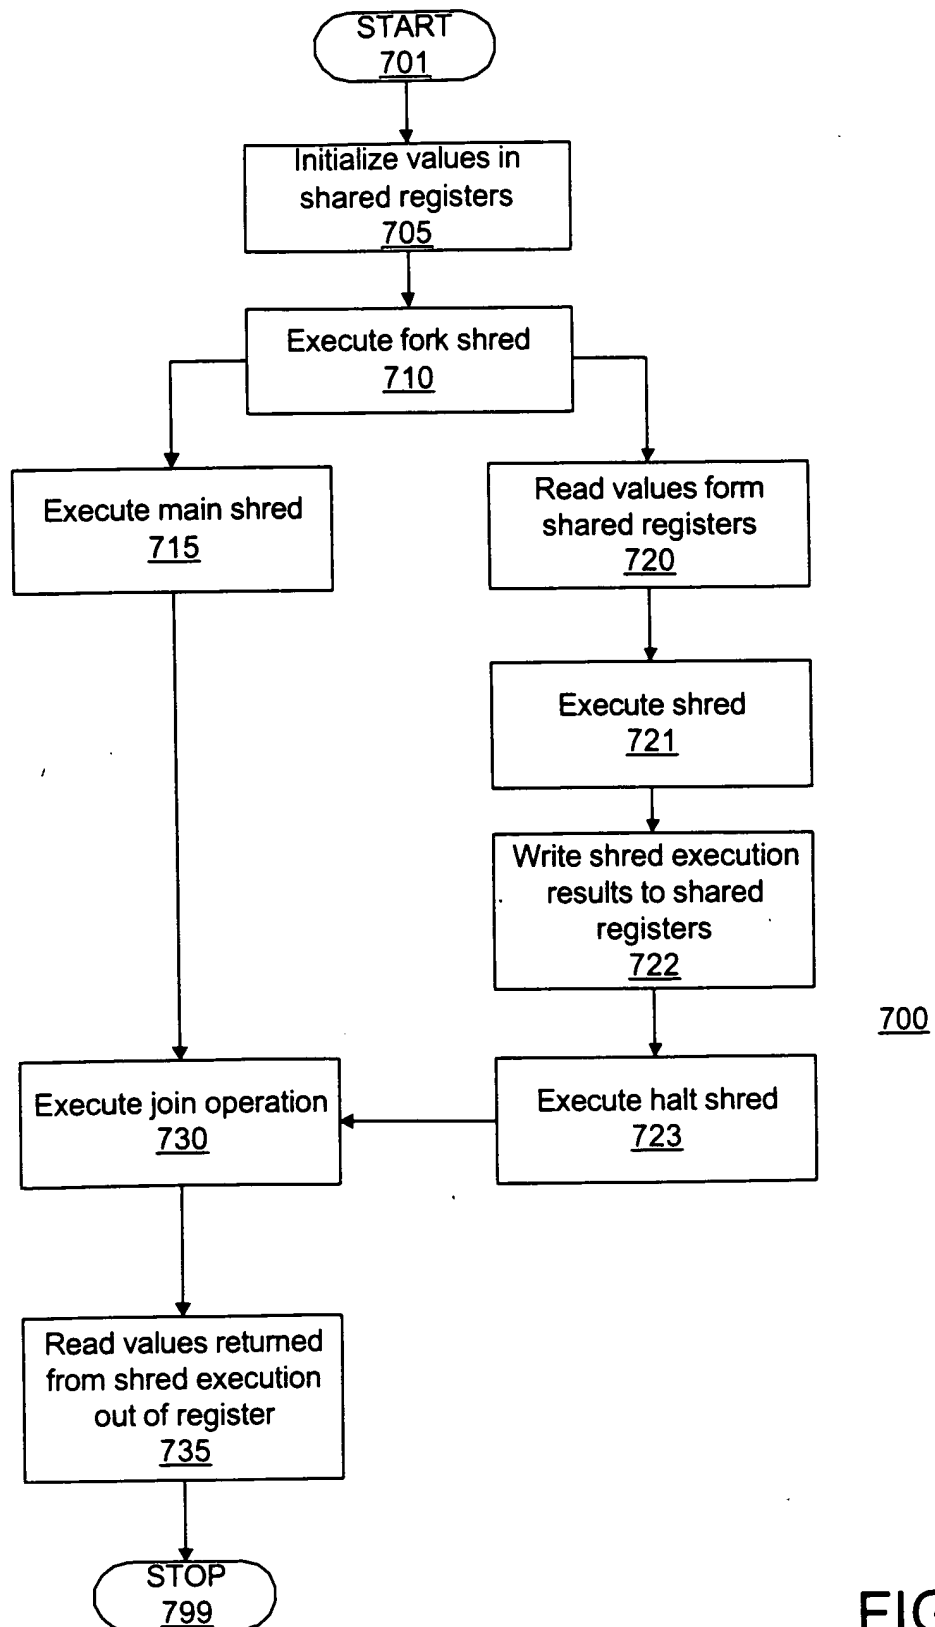 START
701
Initialize values in
shared registers
705
Execute fork shred
710
Execute main shred
715
Read values form
shared registers
720
Execute shred
721
Write shred execution
results to shared
registers
722
700
Execute join operation
730
Execute halt shred
723
Read values returned
from shred execution
out of register
735
STOP
799